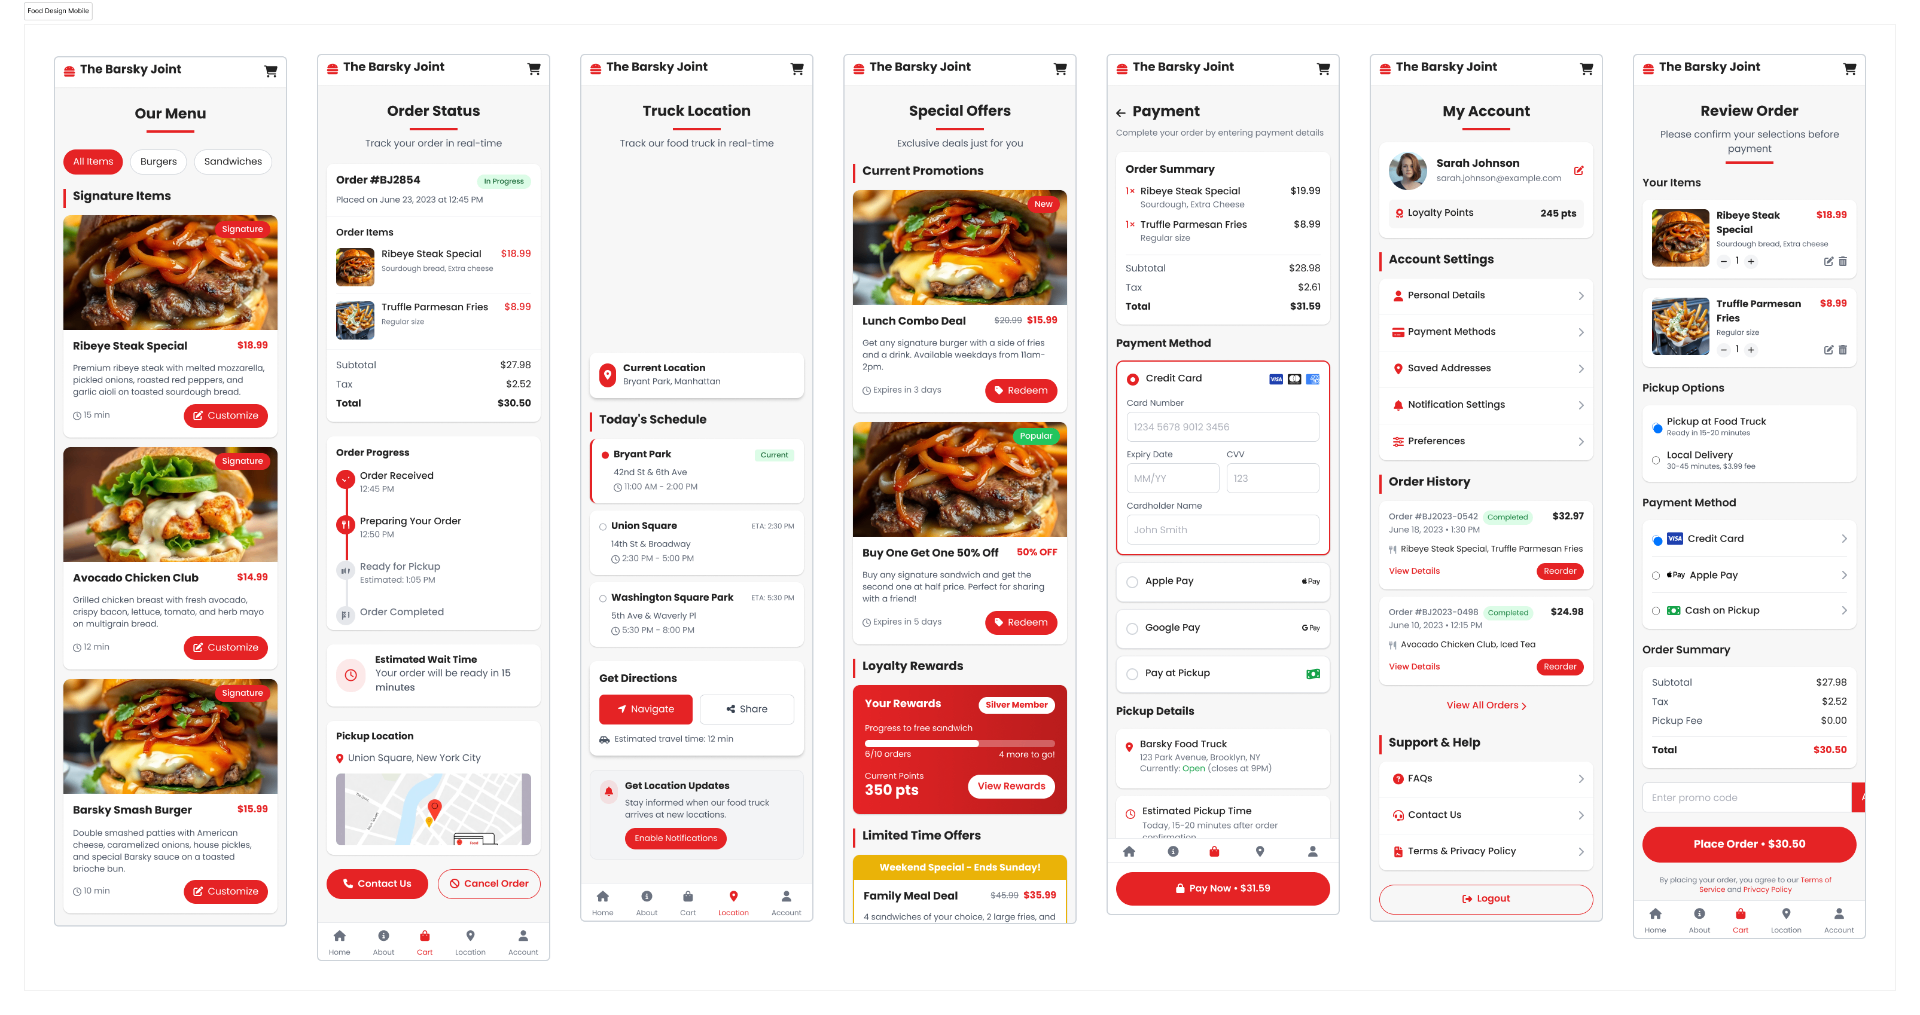 Food Design Mobile
The Barsky Joint
Our Menu
All Items
Burgers
Sandwiches
Signature Items
Signature
Ribeye Steak Special
$18.99
Premium ribeye steak with melted mozzarella,
pickled onions, roasted red peppers, and
garlic aioli on toasted sourdough bread.
15 min
Customize
Signature
Avocado Chicken Club
$14.99
Grilled chicken breast with fresh avocado,
crispy bacon, lettuce, tomato, and herb mayo
on multigrain bread.
12 min
Customize
Signature
Barsky Smash Burger
$15.99
Double smashed patties with American
cheese, caramelized onions, house pickles,
and special Barsky sauce on a toasted
brioche bun.
10 min
Customize
The Barsky Joint
Order Status
Track your order in real-time
Order #BJ2854
In Progress
Placed on June 23, 2023 at 12:45 PM
Order Items
Ribeye Steak Special
$18.99
Sourdough bread, Extra cheese
Truffle Parmesan Fries
$8.99
Regular size
Subtotal
$27.98
Tax
$2.52
Total
$30.50
Order Progress
Order Received
12:45 PM
Preparing Your Order
12:50 PM
Ready for Pickup
Estimated: 1:05 PM
Order Completed
Estimated Wait Time
Your order will be ready in 15
minutes
Pickup Location
Union Square, New York City
Contact Us
Cancel Order
Home
About
Cart
Location
Account
The Barsky Joint
Truck Location
Track our food truck in real-time
Current Location
Bryant Park, Manhattan
Today's Schedule
Bryant Park
Current
42nd St & 6th Ave
11:00 AM - 2:00 PM
Union Square
ETA: 2:30 PM
14th St & Broadway
2:30 PM - 5:00 PM
Washington Square Park
ETA: 5:30 PM
5th Ave & Waverly Pl
5:30 PM - 8:00 PM
Get Directions
Navigate
Share
Estimated travel time: 12 min
Get Location Updates
Stay informed when our food truck
arrives at new locations.
Enable Notifications
Home
About
Cart
Location
Account
The Barsky Joint
Special Offers
Exclusive deals just for you
Current Promotions
New
Lunch Combo Deal
$20.99 $15.99
Get any signature burger with a side of fries
and a drink. Available weekdays from 11am-
2pm.
Expires in 3 days
Redeem
Popular
Buy One Get One 50% Off
50% OFF
Buy any signature sandwich and get the
second one at half price. Perfect for sharing
with a friend!
Expires in 5 days
Redeem
Loyalty Rewards
Your Rewards
Silver Member
Progress to free sandwich
6/10 orders
4 more to go!
Current Points
350 pts
View Rewards
Limited Time Offers
Weekend Special - Ends Sunday!
Family Meal Deal
$45.99 $35.99
4 sandwiches of your choice, 2 large fries, and
The Barsky Joint
Payment
Complete your order by entering payment details
Order Summary
1× Ribeye Steak Special
$19.99
Sourdough, Extra Cheese
1× Truffle Parmesan Fries
$8.99
Regular size
Subtotal
$28.98
Tax
$2.61
Total
$31.59
Payment Method
Credit Card
VISA
Card Number
1234 5678 9012 3456
Expiry Date
CVV
MM/YY
123
Cardholder Name
John Smith
Apple Pay
Pay
Google Pay
G Pay
Pay at Pickup
Pickup Details
Barsky Food Truck
123 Park Avenue, Brooklyn, NY
Currently: Open (closes at 9PM)
Estimated Pickup Time
Today, 15-20 minutes after order
confirmation
Pay Now • $31.59
The Barsky Joint
My Account
Sarah Johnson
sarah.johnson@example.com
Loyalty Points
245 pts
Account Settings
Personal Details
Payment Methods
Saved Addresses
Notification Settings
Preferences
Order History
Order #BJ2023-0542
Completed
$32.97
June 18, 2023 • 1:30 PM
Ribeye Steak Special, Truffle Parmesan Fries
View Details
Reorder
Order #BJ2023-0498
Completed
$24.98
June 10, 2023 • 12:15 PM
Avocado Chicken Club, Iced Tea
View Details
Reorder
View All Orders
Support & Help
FAQs
Contact Us
Terms & Privacy Policy
Logout
The Barsky Joint
Review Order
Please confirm your selections before
payment
Your Items
Ribeye Steak
Special
$18.99
Sourdough bread, Extra cheese
− 1 +
Truffle Parmesan
Fries
$8.99
Regular size
− 1 +
Pickup Options
Pickup at Food Truck
Ready in 15-20 minutes
Local Delivery
30-45 minutes, $3.99 fee
Payment Method
VISA Credit Card
Pay Apple Pay
Cash on Pickup
Order Summary
Subtotal
$27.98
Tax
$2.52
Pickup Fee
$0.00
Total
$30.50
Enter promo code
Place Order • $30.50
By placing your order, you agree to our Terms of
Service and Privacy Policy
Home
About
Cart
Location
Account